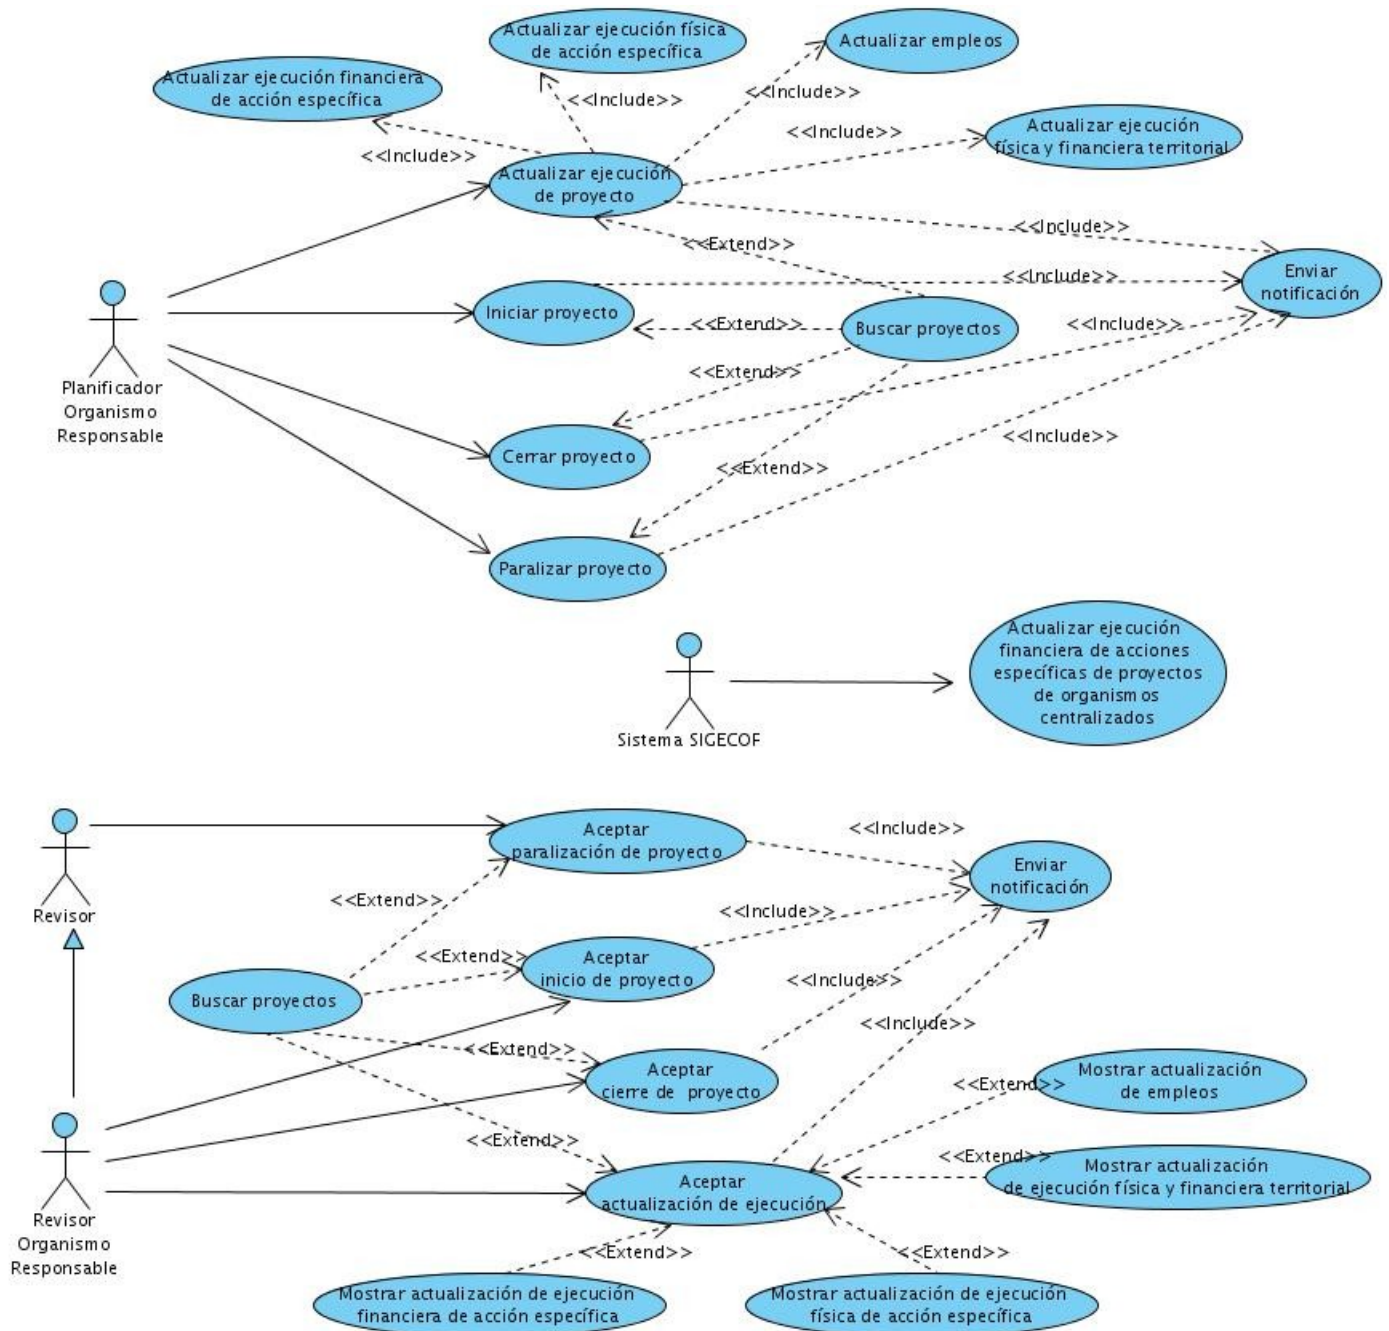 Actualizar ejecución física
de acción específica
Actualizar empleos
Actualizar ejecución financiera
de acción específica
<<Include>>
<<Include>>
<<Include>>
<<Include>>
Actualizar ejecución
física y financiera territorial
Actualizar ejecución
de proyecto
<<Include>>
<<Extend>>
Enviar
notificación
<<Include>>
Iniciar proyecto
<<Extend>>
Buscar proyectos
<<Include>>
Planificador
Organismo
Responsable
<<Extend>>
<<Include>>
Cerrar proyecto
<<Extend>>
Paralizar proyecto
Actualizar ejecución
financiera de acciones
específicas de proyectos
de organismos
centralizados
Sistema SIGECOF
Aceptar
paralización de proyecto
<<Include>>
Enviar
notificación
<<Extend>>
Revisor
<<Include>>
<<Extend>>
Aceptar
inicio de proyecto
<<Include>>
Buscar proyectos
<<Include>>
<<Extend>>
Aceptar
cierre de proyecto
<<Extend>>
Mostrar actualización
de empleos
<<Extend>>
<<Extend>>
Mostrar actualización
de ejecución física y financiera territorial
Aceptar
actualización de ejecución
Revisor
Organismo
Responsable
<<Extend>>
<<Extend>>
Mostrar actualización de ejecución
financiera de acción específica
Mostrar actualización de ejecución
física de acción específica